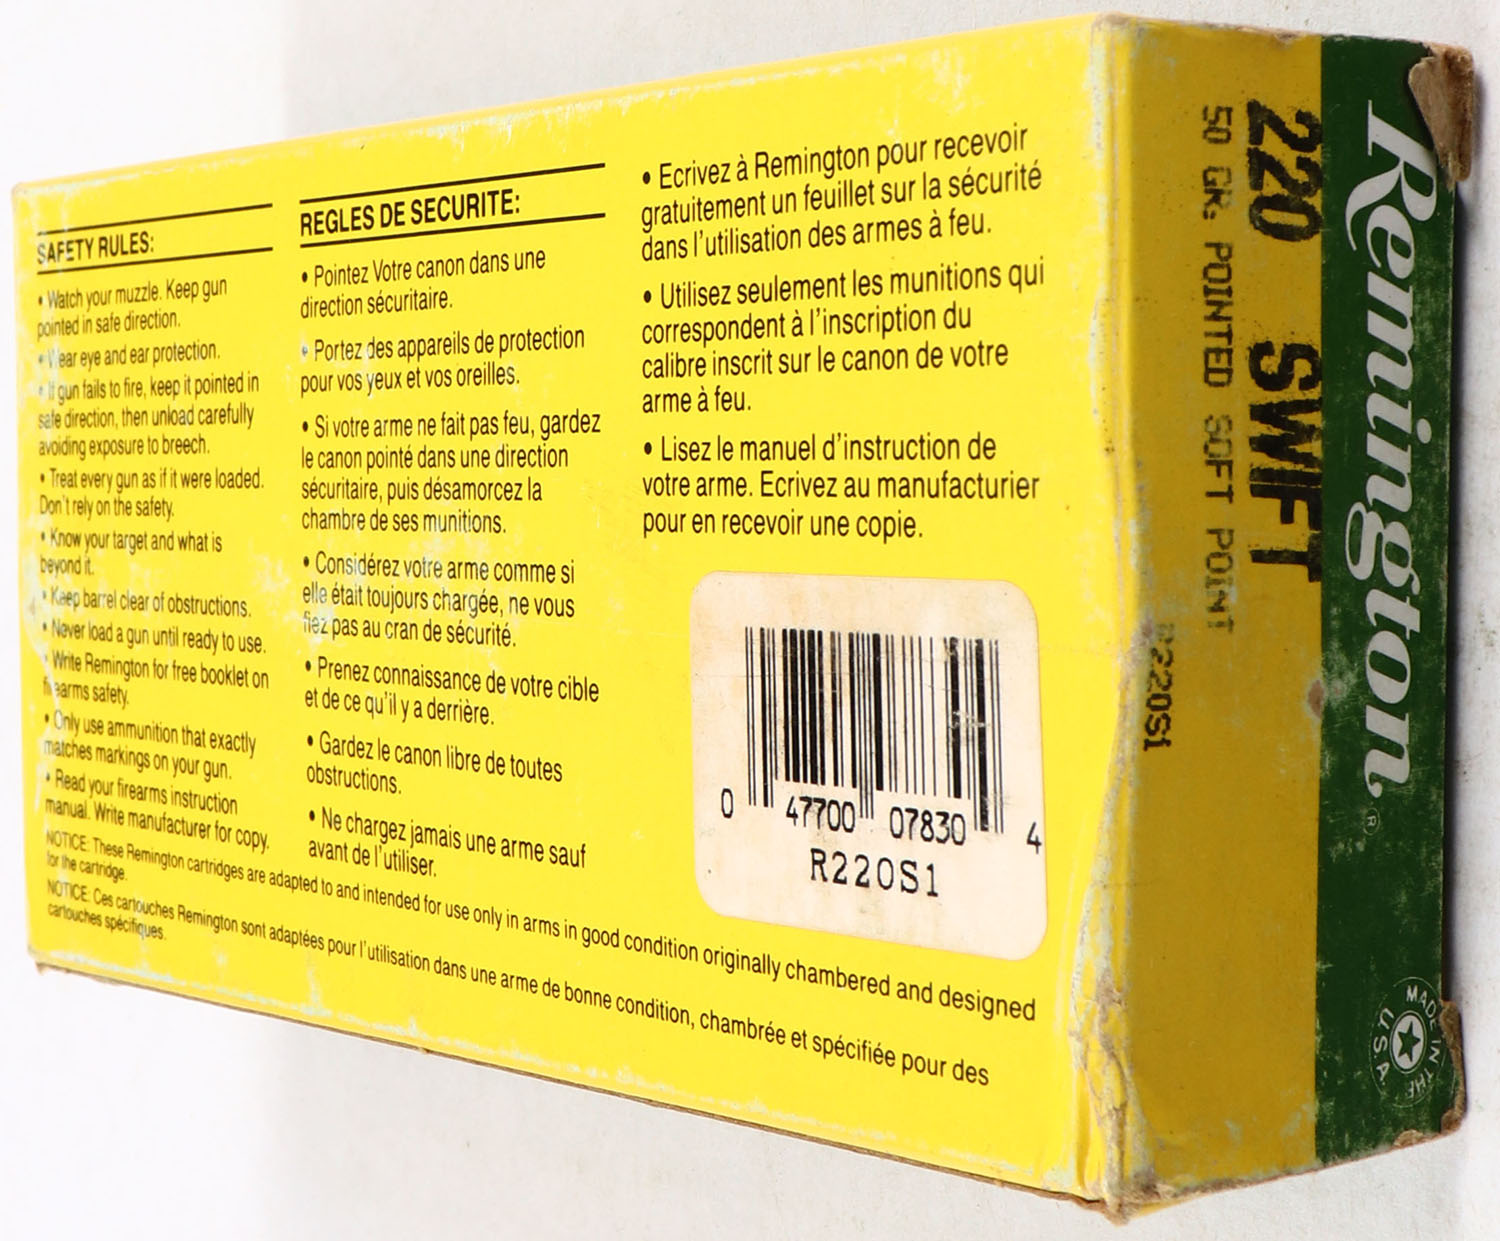 SAFETY RULES:
• Watch your muzzle. Keep gun
pointed in safe direction.
• Wear eye and ear protection.
• If gun fails to fire, keep it pointed in
safe direction, then unload carefully
avoiding exposure to breech.
• Treat every gun as if it were loaded.
Don't rely on the safety.
• Know your target and what is
beyond it.
• Keep barrel clear of obstructions.
• Never load a gun until ready to use.
• Write Remington for free booklet on
firearms safety.
• Only use ammunition that exactly
matches markings on your gun.
• Read your firearms instruction
manual. Write manufacturer for copy.
REGLES DE SECURITE:
• Pointez Votre canon dans une
direction sécuritaire.
• Portez des appareils de protection
pour vos yeux et vos oreilles.
• Si votre arme ne fait pas feu, gardez
le canon pointé dans une direction
sécuritaire, puis désamorcez la
chambre de ses munitions.
• Considérez votre arme comme si
elle était toujours chargée, ne vous
fiez pas au cran de sécurité.
• Prenez connaissance de votre cible
et de ce qu'il y a derrière.
• Gardez le canon libre de toutes
obstructions.
• Ne chargez jamais une arme sauf
avant de l'utiliser.
• Ecrivez à Remington pour recevoir
gratuitement un feuillet sur la sécurité
dans l'utilisation des armes à feu.
• Utilisez seulement les munitions qui
correspondent à l'inscription du
calibre inscrit sur le canon de votre
arme à feu.
• Lisez le manuel d'instruction de
votre arme. Ecrivez au manufacturier
pour en recevoir une copie.
0 47700 07830 4
R220S1
NOTICE: These Remington cartridges are adapted to and intended for use only in arms in good condition originally chambered and designed
for the cartridge.
NOTICE: Ces cartouches Remington sont adaptées pour l'utilisation dans une arme de bonne condition, chambrée et spécifiée pour des
cartouches spécifiques.
Remington®
220 SWIFT
50 GR. POINTED SOFT POINT
R220S1
MADE IN THE
U.S.A.